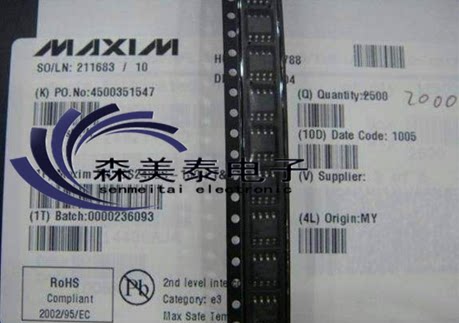 MAXIM
SO/LN: 211683 / 10
788
04
(K) PO.No:4500351547
(Q) Quantity:2500 2000
(10D) Date Code: 1005
森美泰电子
senmeitai electronic
(V) Supplier:
(1T) Batch:0000236093
(4L) Origin:MY
RoHS
Compliant
2002/95/EC
Pb
2nd level inte
Category: e3
Max Safe Tem